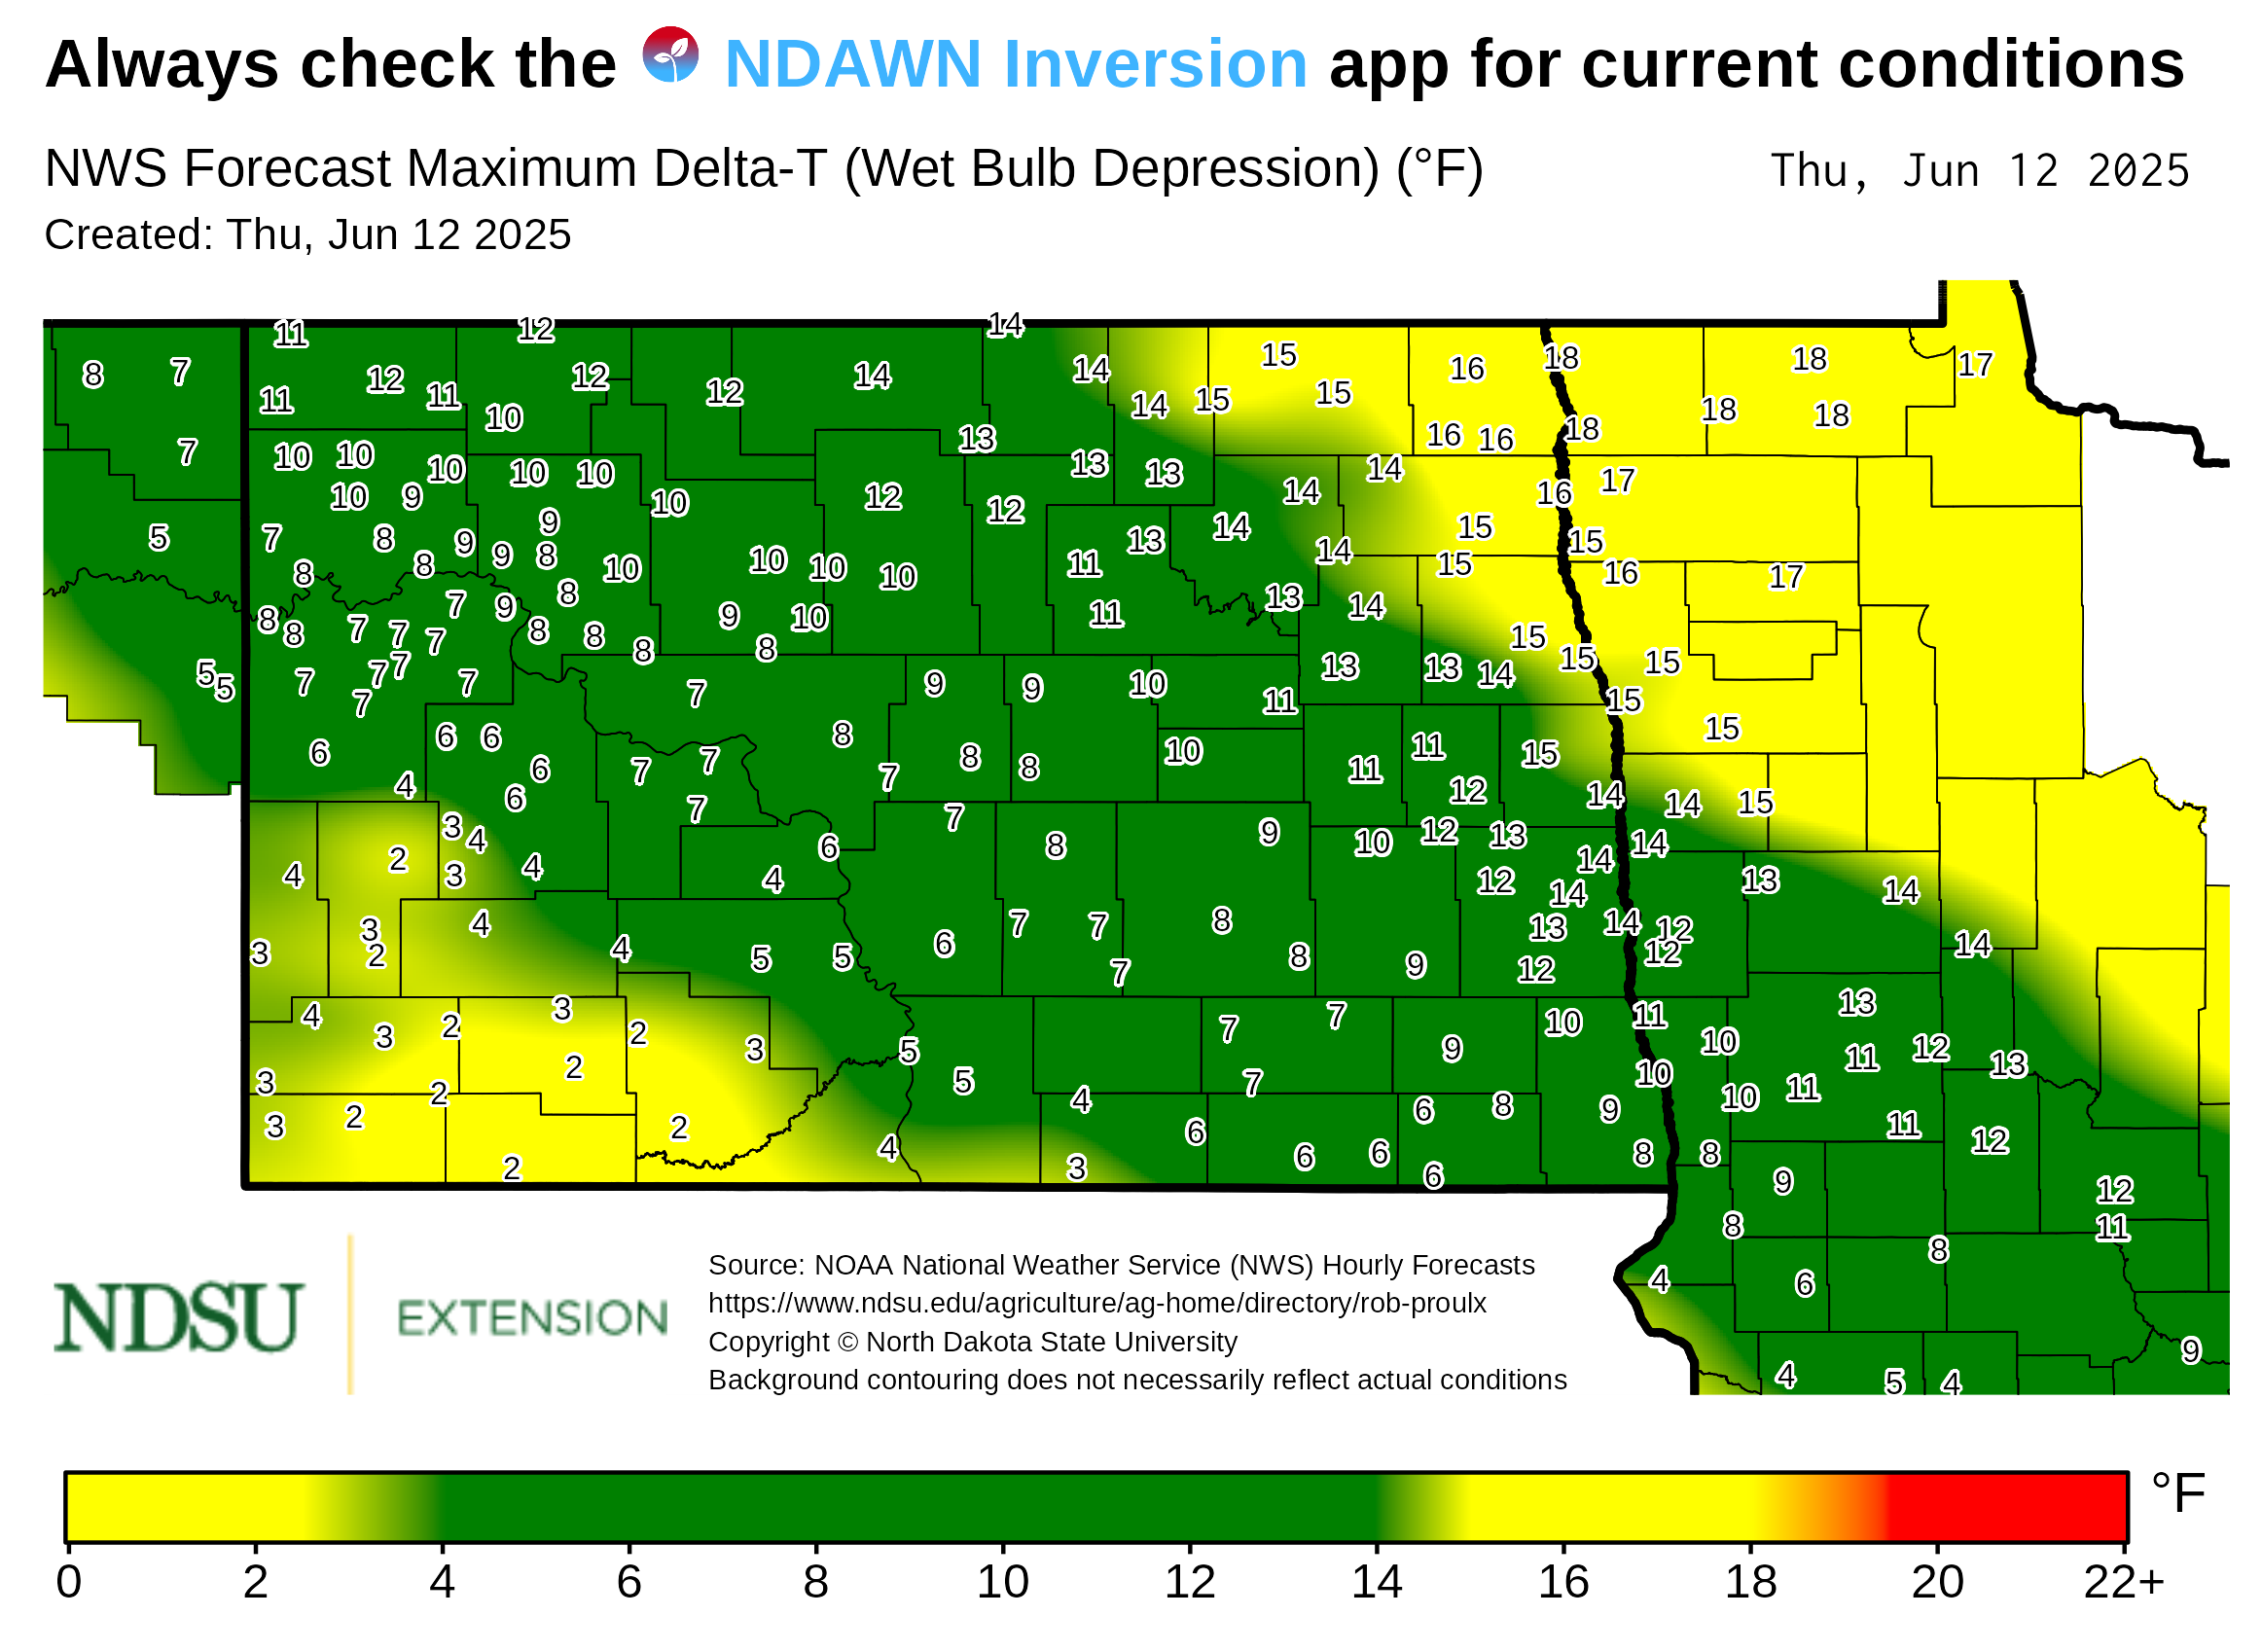 Always check the NDAWN Inversion app for current conditions
NWS Forecast Maximum Delta-T (Wet Bulb Depression) (°F) Thu, Jun 12 2025
Created: Thu, Jun 12 2025
11 12 14
8 7 12 11 12 12 14 14 15 16 18 18 17
11 10 14 15 15 18 18
7 10 10 10 10 10 13 13 13 16 16 18 14
10 9 10 12 12 14 16 17
5 7 8 9 9 9 8 10 10 10 13 14 15 15
8 8 8 10 11 14 15 16 17
8 8 7 7 7 7 9 8 8 8 9 10 8 11 13 14 15 15 15
5 5 7 7 7 7 7 7 9 9 10 11 13 13 14 15
6 6 6 6 7 7 8 7 8 8 10 11 11 15 15
4 6 7 7 12 14 14 15
3 4 6 8 9 10 12 13 14 14
4 2 3 4 4 12 14 13 14
3 3 2 4 4 5 5 6 7 7 8 8 9 13 14 12 12 14
7 12
4 3 2 3 2 3 5 7 7 9 10 11 10 13 11 12 13
3 2 2 5 4 7 10 10 11
3 2 2 4 6 6 6 6 8 9 8 8 11 12
2 3 6 9 12
8 8 11
Source: NOAA National Weather Service (NWS) Hourly Forecasts
4 6
https://www.ndsu.edu/agriculture/ag-home/directory/rob-proulx
NDSU EXTENSION
Copyright © North Dakota State University
9
Background contouring does not necessarily reflect actual conditions
4 5 4
°F
0 2 4 6 8 10 12 14 16 18 20 22+